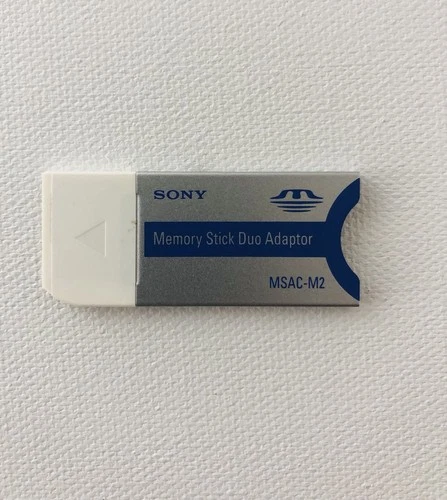 SONY
Memory Stick Duo Adaptor
MSAC-M2